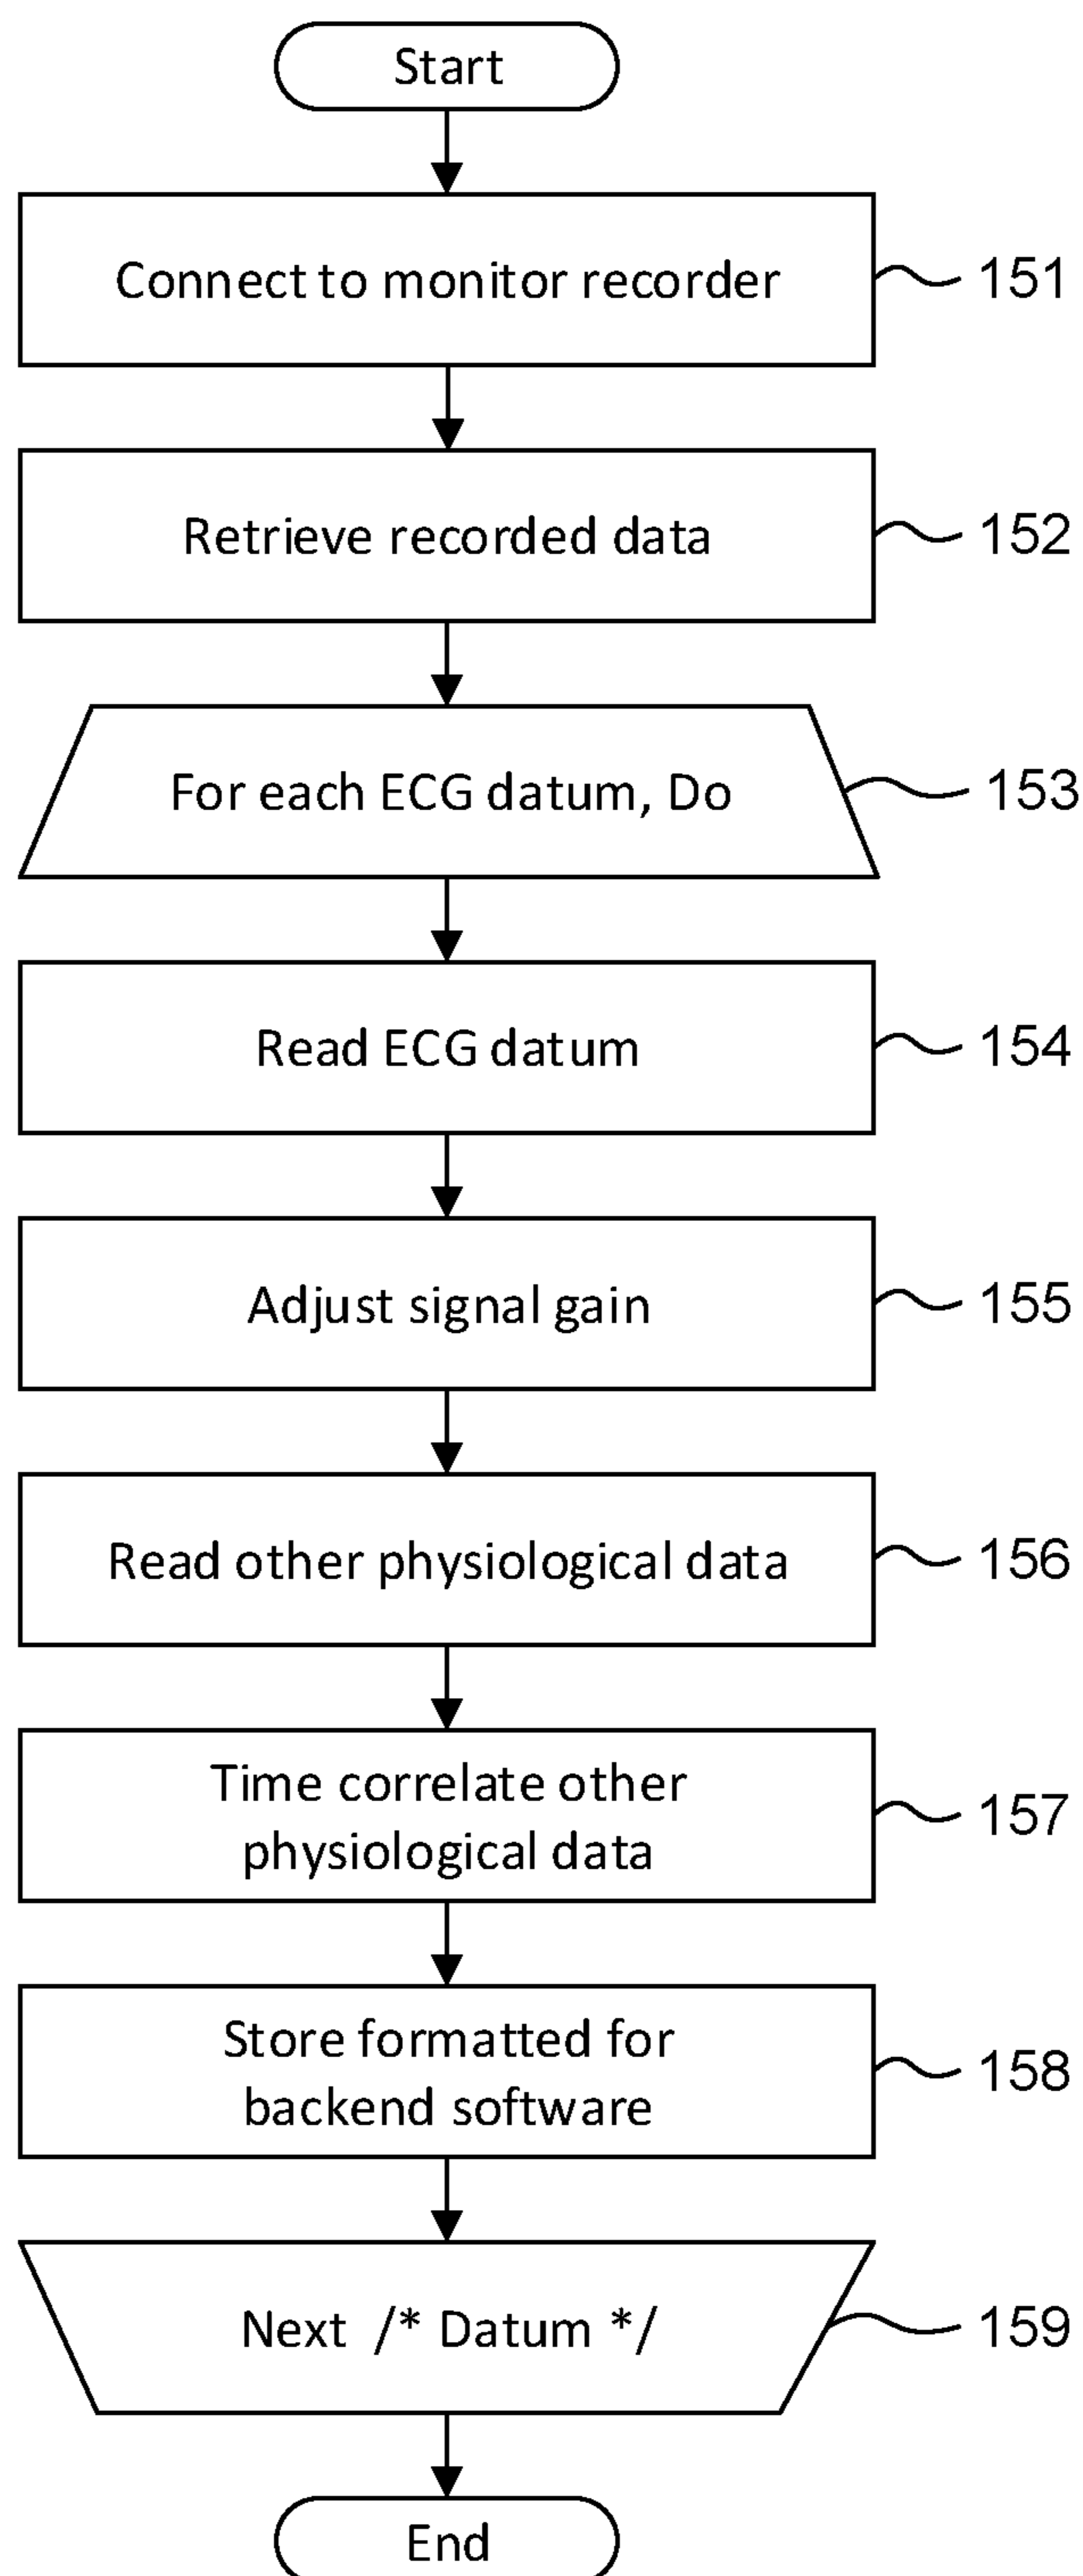 Start
Connect to monitor recorder
151
Retrieve recorded data
152
For each ECG datum, Do
153
Read ECG datum
154
Adjust signal gain
155
Read other physiological data
156
Time correlate other
physiological data
157
Store formatted for
backend software
158
Next /* Datum */
159
End